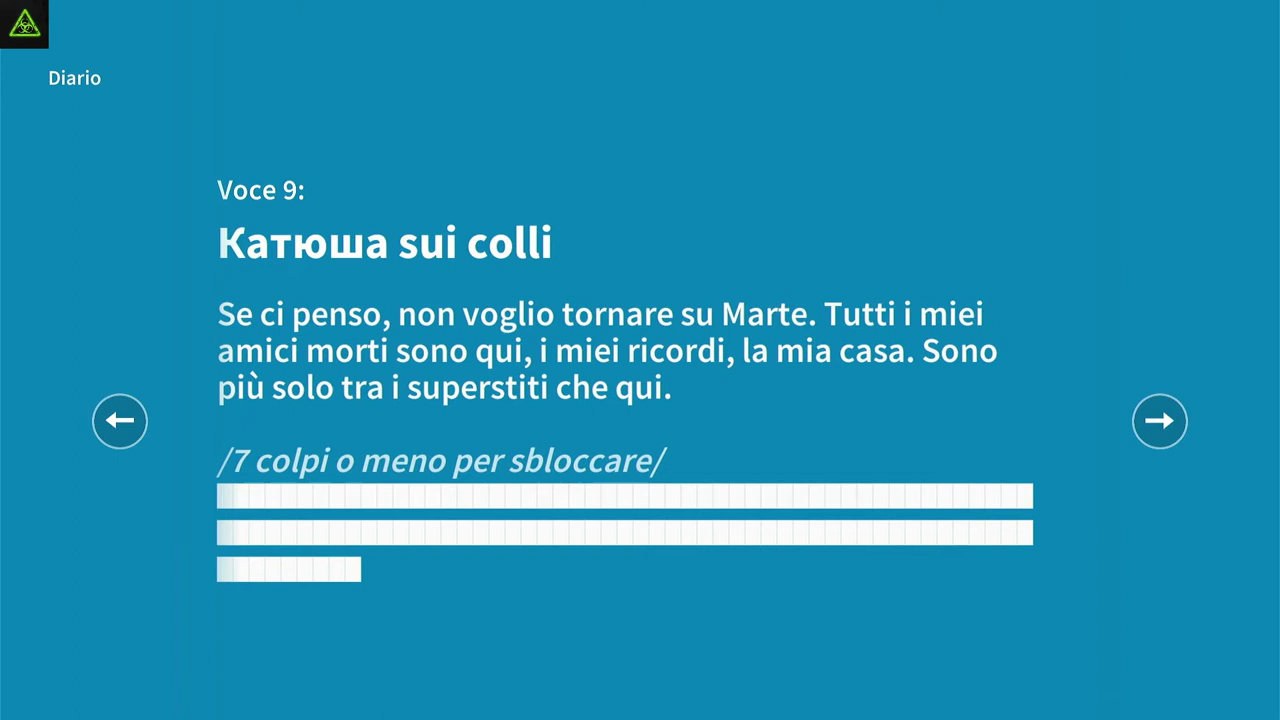 Diario
Voce 9:
Катюша sui colli
Se ci penso, non voglio tornare su Marte. Tutti i miei
amici morti sono qui, i miei ricordi, la mia casa. Sono
più solo tra i superstiti che qui.
/7 colpi o meno per sbloccare/